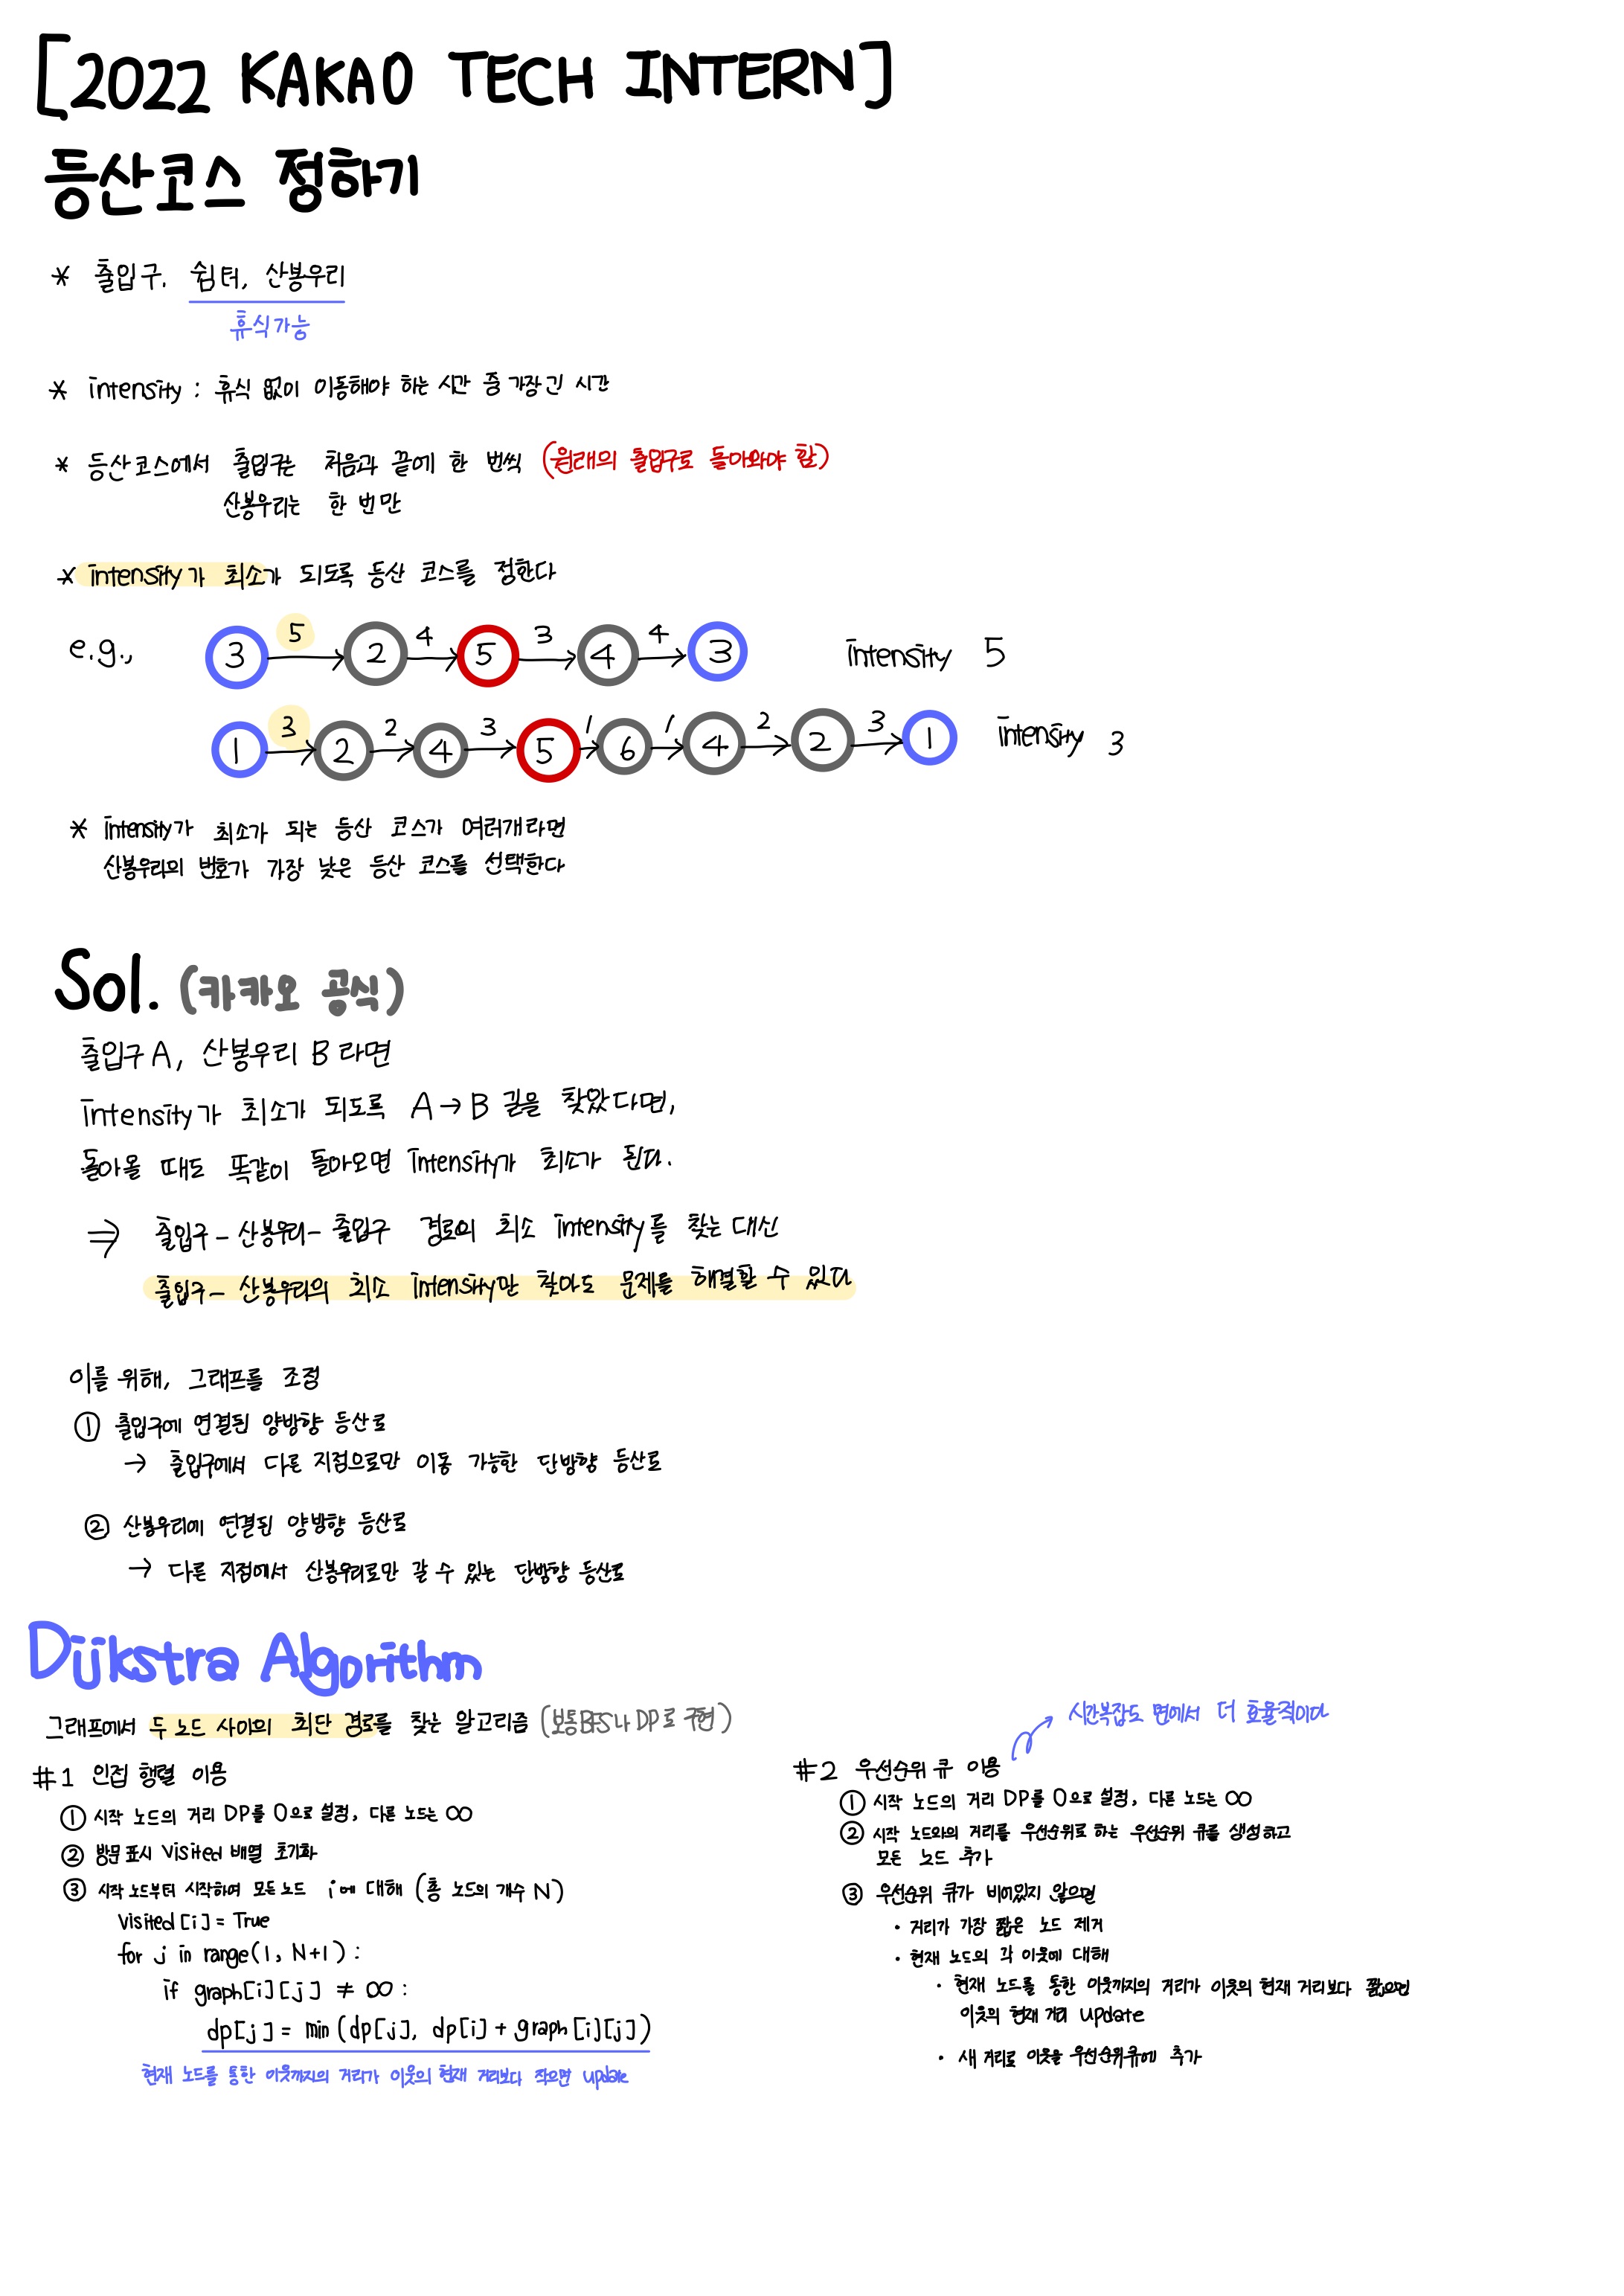 [2022 KAKAO TECH INTERN]
등산코스 정하기
* 출입구, 쉼터, 산봉우리
휴식가능
* intensity : 휴식 없이 이동해야 하는 시간 중 가장 긴 시간
* 등산코스에서 출입구는 처음과 끝에 한 번씩 (원래의 출입구로 돌아와야 함)
산봉우리는 한 번만
* intensity가 최소가 되도록 등산 코스를 정한다
e.g., 3 5 → 2 4 → 5 3 → 4 4 → 3 intensity 5
1 3 → 2 2 → 4 3 → 5 1 → 6 1 → 4 2 → 2 3 → 1 intensity 3
* intensity가 최소가 되는 등산 코스가 여러개라면
산봉우리의 번호가 가장 낮은 등산 코스를 선택한다
Sol. (카카오 공식)
출입구 A, 산봉우리 B 라면
intensity가 최소가 되도록 A → B 길을 찾았다면,
돌아올 때도 똑같이 돌아오면 intensity가 최소가 된다.
⇒ 출입구 - 산봉우리 - 출입구 경로의 최소 intensity를 찾는 대신
출입구 - 산봉우리의 최소 intensity만 찾아도 문제를 해결할 수 있다
이를 위해, 그래프를 조정
① 출입구에 연결된 양방향 등산로
→ 출입구에서 다른 지점으로만 이동 가능한 단방향 등산로
② 산봉우리에 연결된 양방향 등산로
→ 다른 지점에서 산봉우리로만 갈 수 있는 단방향 등산로
Dijkstra Algorithm
그래프에서 두 노드 사이의 최단 경로를 찾는 알고리즘 (보통 BFS나 DP로 구현)
#1 인접 행렬 이용
① 시작 노드의 거리 DP를 0으로 설정, 다른 노드는 ∞
② 방문 표시 visited 배열 초기화
③ 시작 노드부터 시작하여 모든 노드 i에 대해 (총 노드의 개수 N)
visited[i] = True
for j in range(1, N+1) :
if graph[i][j] ≠ ∞ :
dp[j] = min (dp[j], dp[i] + graph[i][j])
현재 노드를 통한 이웃까지의 거리가 이웃의 현재 거리보다 작으면 update
#2 우선순위 큐 이용
시간복잡도 면에서 더 효율적이다
① 시작 노드의 거리 DP를 0으로 설정, 다른 노드는 ∞
② 시작 노드와의 거리를 우선순위로 하는 우선순위 큐를 생성하고
모든 노드 추가
③ 우선순위 큐가 비어있지 않으면
• 거리가 가장 짧은 노드 제거
• 현재 노드의 각 이웃에 대해
• 현재 노드를 통한 이웃까지의 거리가 이웃의 현재 거리보다 짧으면
이웃의 현재 거리 update
• 새 거리로 이웃을 우선순위큐에 추가